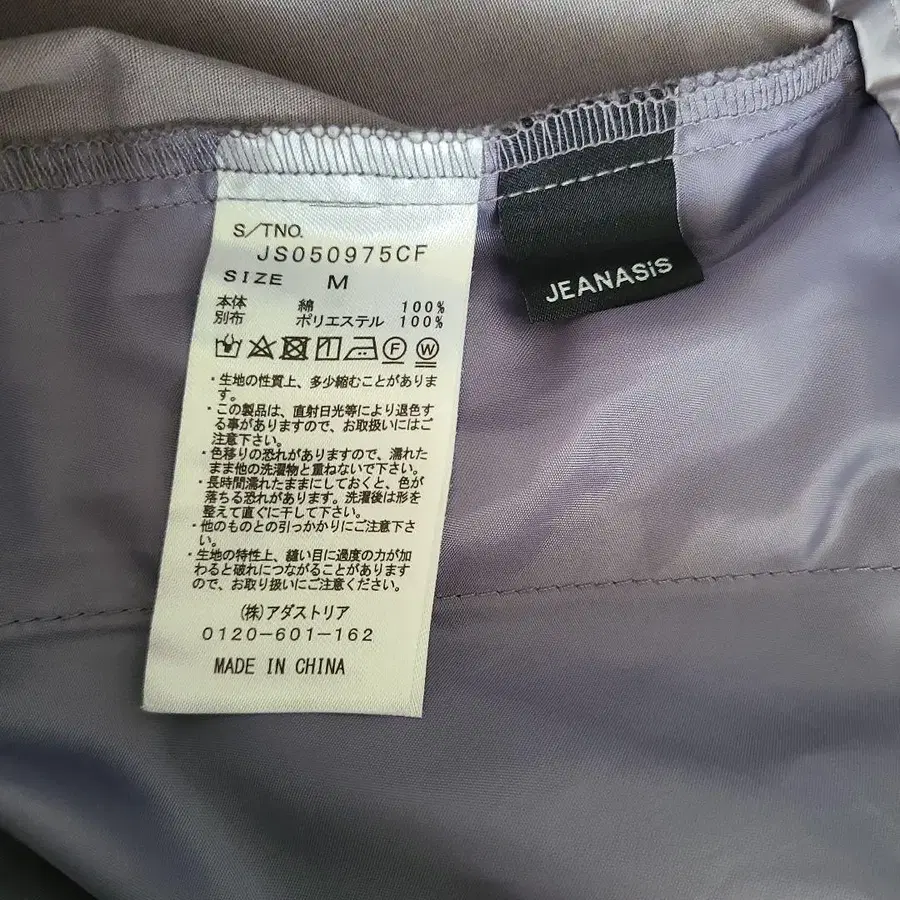 S/TNO.
JS050975CF
SIZE M
本体 綿 100%
別布 ポリエステル 100%
F W
・生地の性質上、多少縮むことがありま
す。
・この製品は、直射日光等により退色す
る事がありますので、お取扱いにはご
注意下さい。
・色移りの恐れがありますので、濡れた
まま他の洗濯物と重ねないで下さい。
・長時間濡れたままにしておくと、色が
落ちる恐れがあります。洗濯後は形を
整えて直ぐに干して下さい。
・他のものとの引っかかりにご注意下さ
い。
・生地の特性上、縫い目に過度の力が加
わると破れにつながることがあります
ので、お取り扱いにご注意ください。
(株)アダストリア
0120-601-162
MADE IN CHINA
JEANASiS